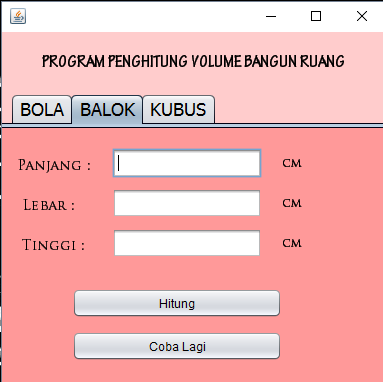 PROGRAM PENGHITUNG VOLUME BANGUN RUANG
BOLA BALOK KUBUS
PANJANG : CM
LEBAR : CM
TINGGI : CM
Hitung
Coba Lagi